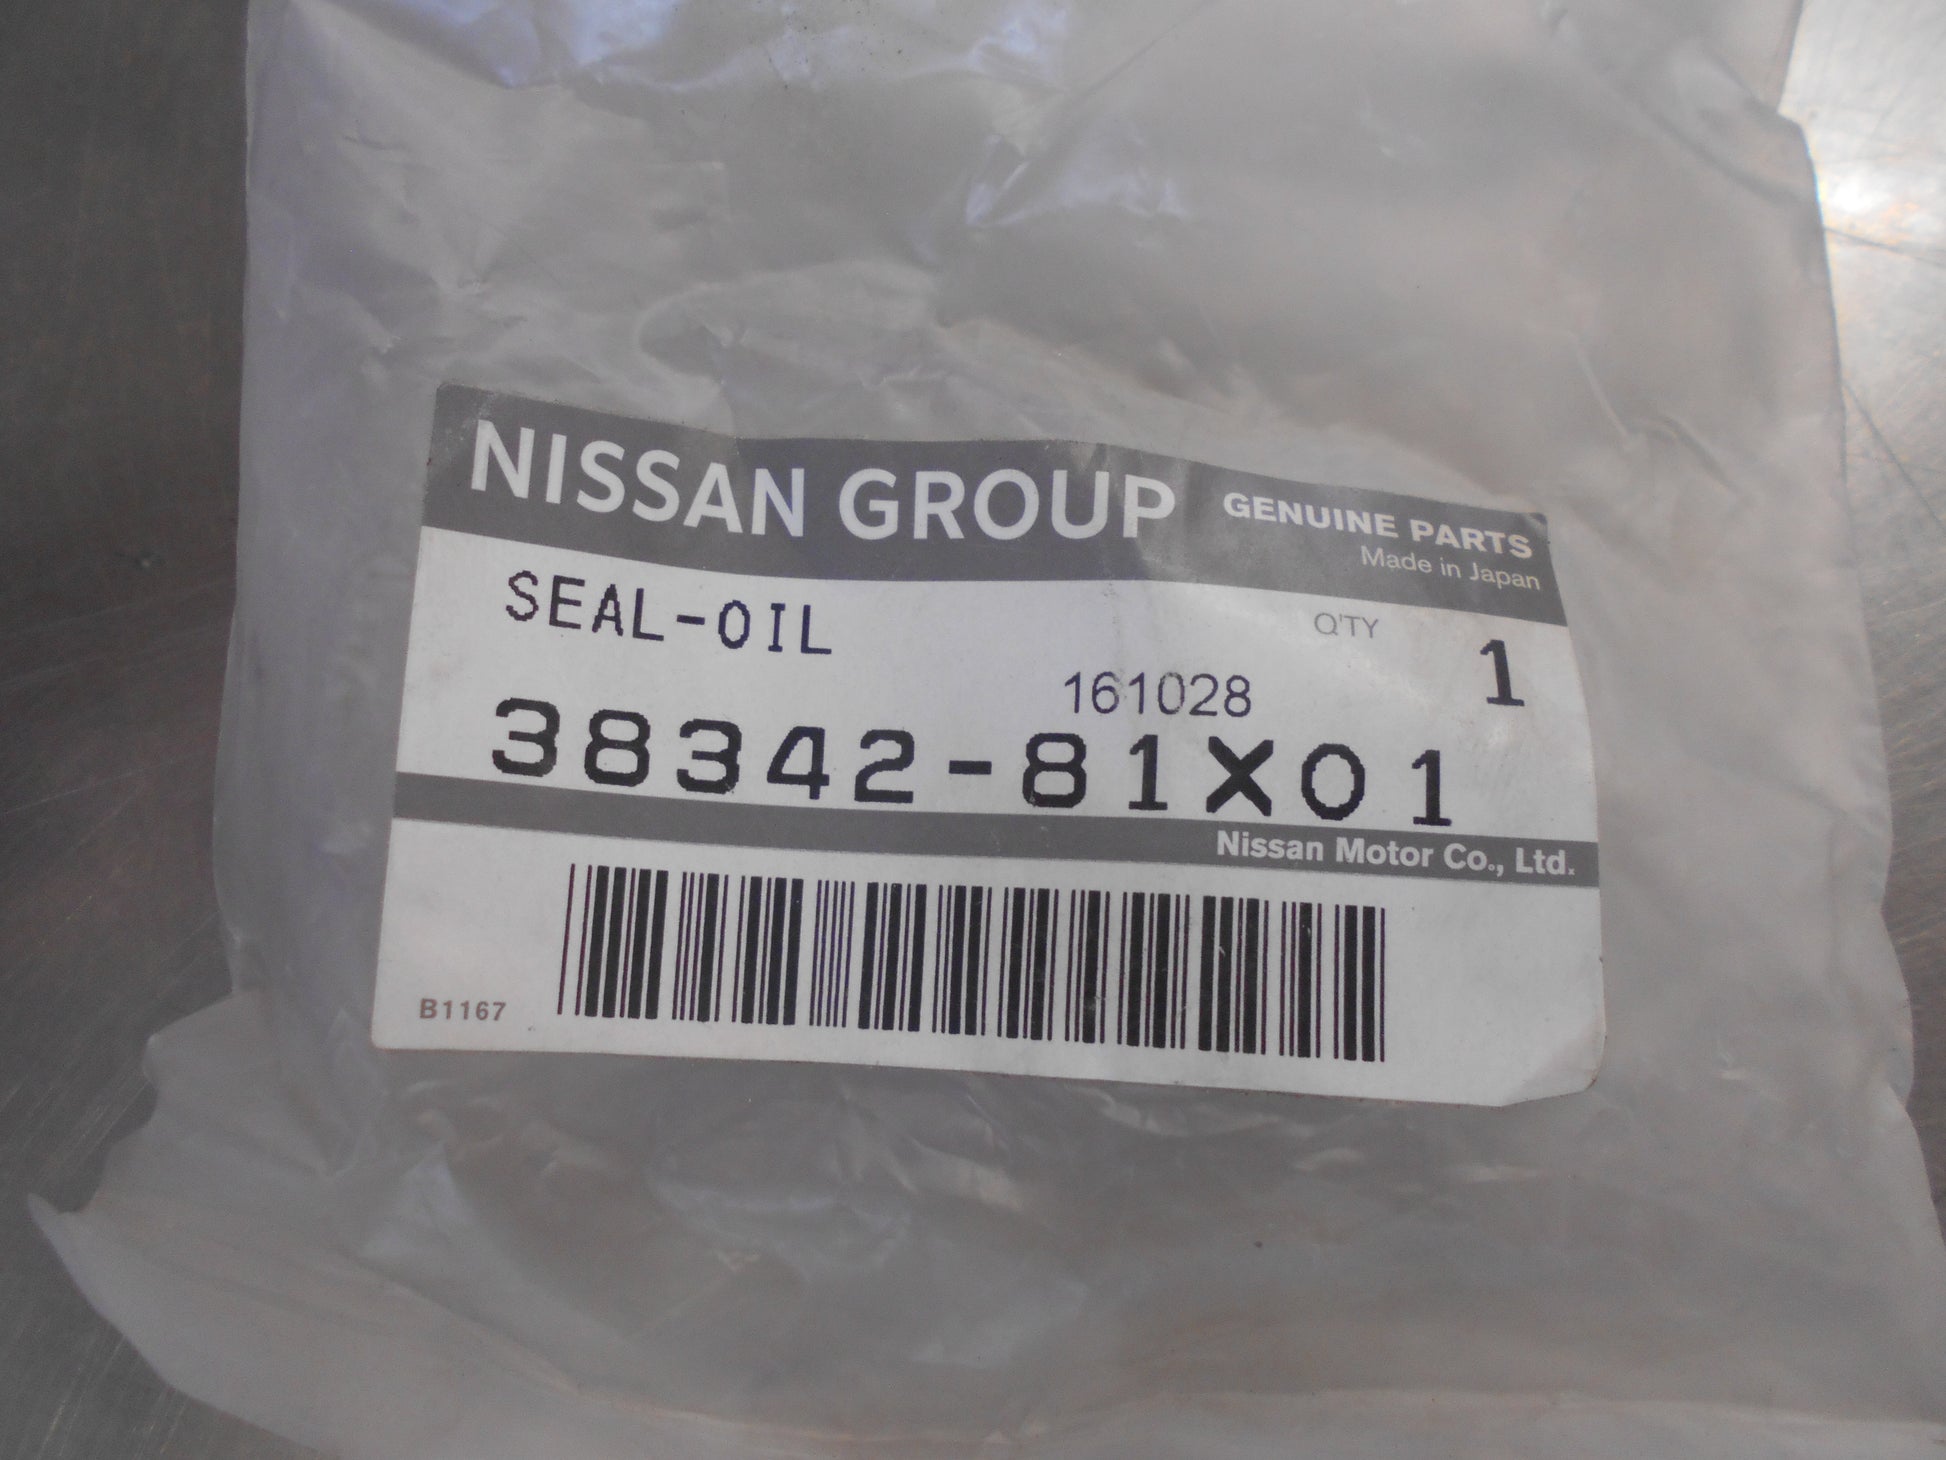 NISSAN GROUP GENUINE PARTS
Made in Japan
SEAL-OIL Q'TY 1
161028
38342-81X01
Nissan Motor Co., Ltd.
B1167